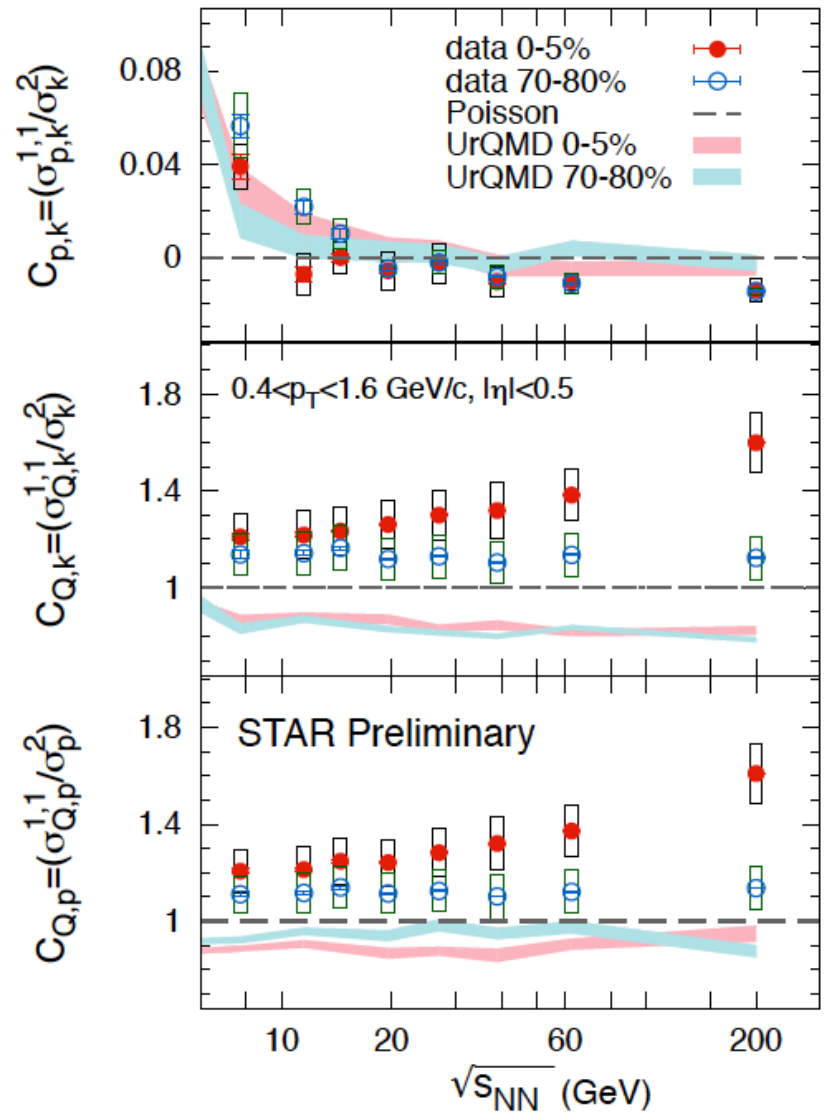 data 0-5%
data 70-80%
Poisson
UrQMD 0-5%
UrQMD 70-80%
0.08
0.04
0
C_{p,k}=(σ^{1,1}_{p,k}/σ^2_k)
0.4<p_T<1.6 GeV/c, |η|<0.5
1.8
1.4
1
C_{Q,k}=(σ^{1,1}_{Q,k}/σ^2_k)
STAR Preliminary
1.8
1.4
1
C_{Q,p}=(σ^{1,1}_{Q,p}/σ^2_p)
10 20 60 200
√s_{NN} (GeV)